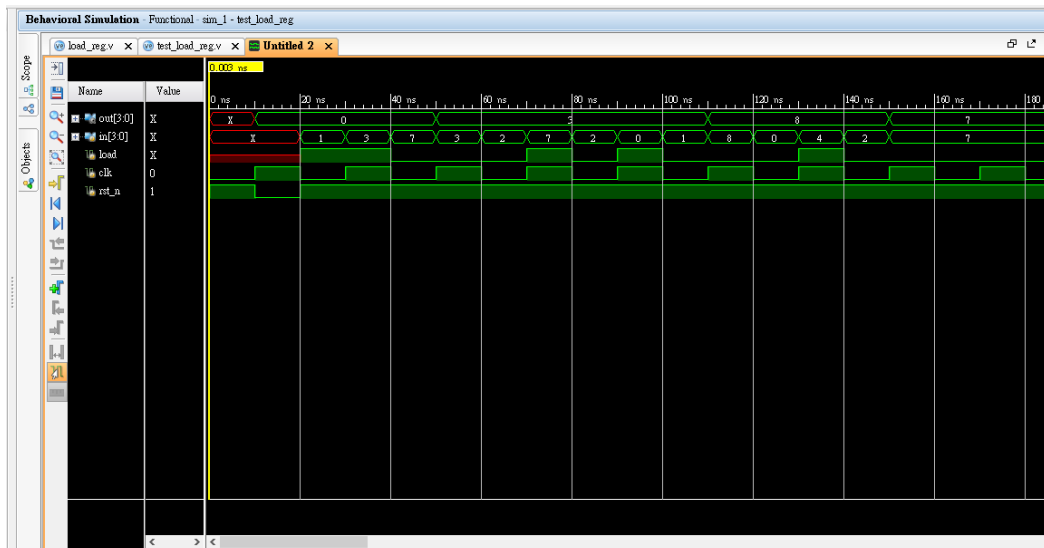 Behavioral Simulation - Functional - sim_1 - test_load_reg
load_reg.v × test_load_reg.v × Untitled 2 ×
Scope
Objects
0.003 ns
Name Value
0 ns 20 ns 40 ns 60 ns 80 ns 100 ns 120 ns 140 ns 160 ns 180
out[3:0] X X 0 8 7
in[3:0] X X 1 3 7 3 2 7 2 0 1 8 0 4 2 7
load X
clk 0
rst_n 1